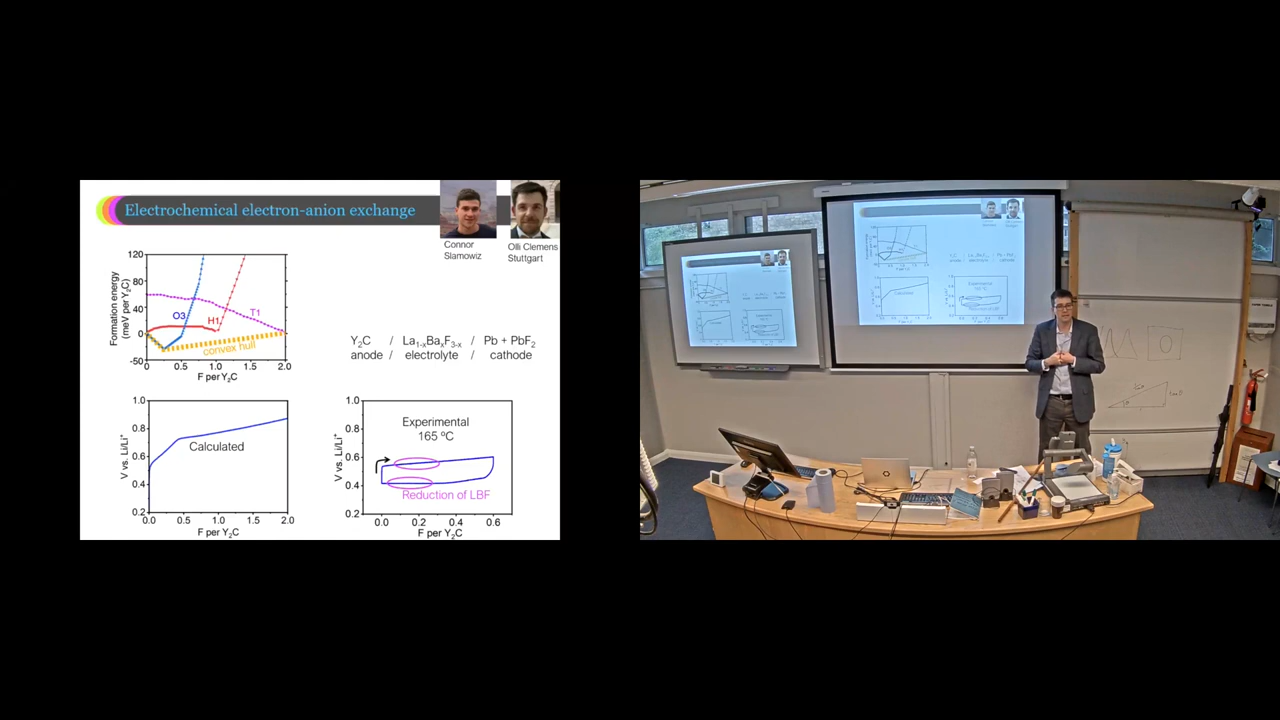 Electrochemical electron-anion exchange
Connor
Slamowiz
Olli Clemens
Stuttgart
Formation energy
(meV per Y₂C)
120
80
40
0
-50
O3
H1
T1
convex hull
0.0 0.5 1.0 1.5 2.0
F per Y₂C
Y₂C / La₁₋ₓBaₓF₃₋ₓ / Pb + PbF₂
anode / electrolyte / cathode
V vs. Li/Li⁺
1.0
0.8
0.6
0.4
0.2
Calculated
0.0 0.5 1.0 1.5 2.0
F per Y₂C
V vs. Li/Li⁺
1.0
0.8
0.6
0.4
0.2
Experimental
165 ºC
Reduction of LBF
0.0 0.2 0.4 0.6
F per Y₂C